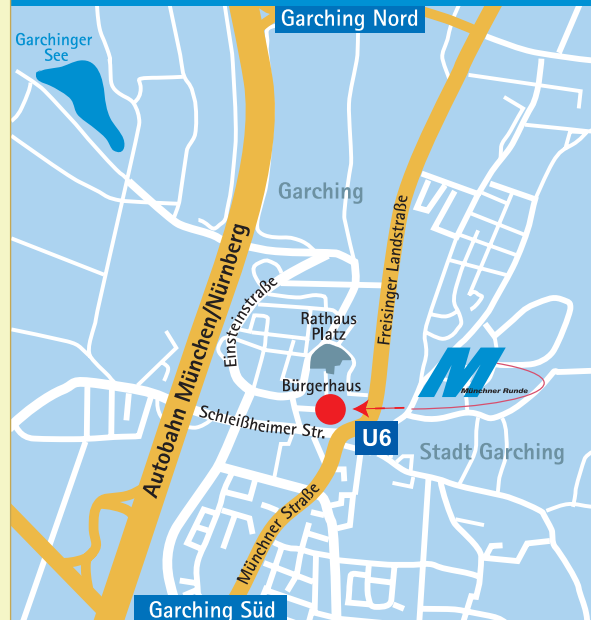 Garching Nord
Garchinger
See
Garching
Autobahn München/Nürnberg
Freisinger Landstraße
Einsteinstraße
Rathaus
Platz
Bürgerhaus
M
Münchner Runde
Schleißheimer Str.
U6
Stadt Garching
Münchner Straße
Garching Süd